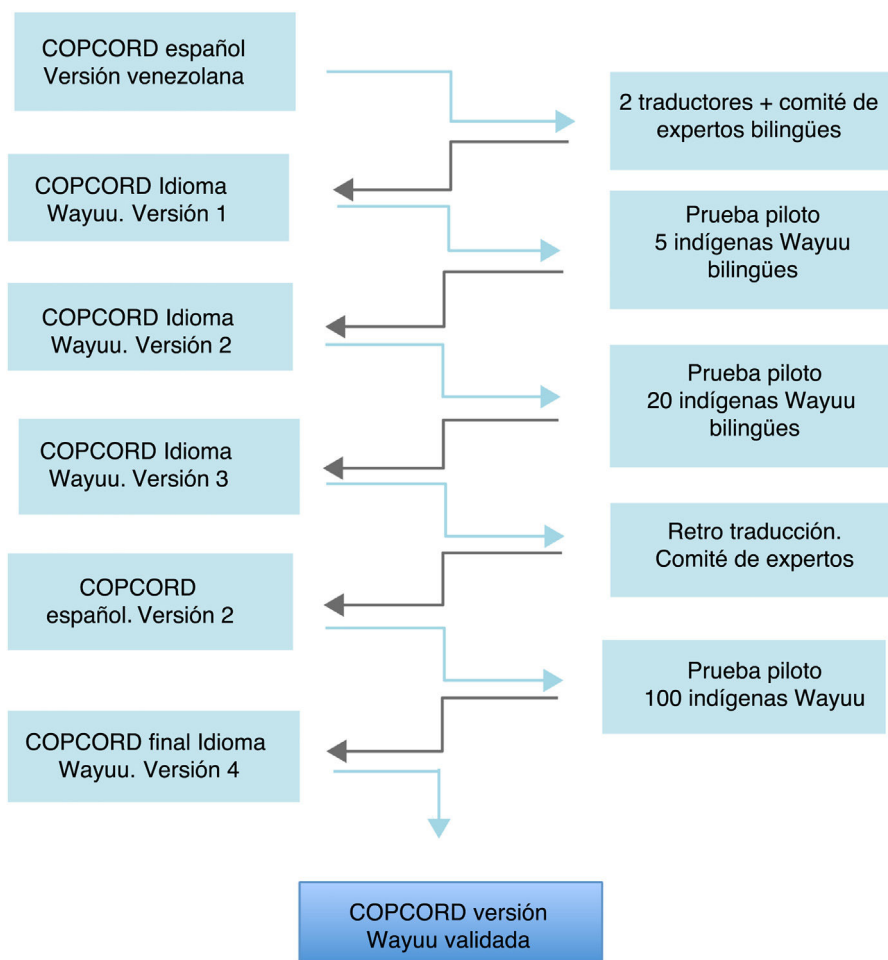 COPCORD español
Versión venezolana
2 traductores + comité de
expertos bilingües
COPCORD Idioma
Wayuu. Versión 1
Prueba piloto
5 indígenas Wayuu
bilingües
COPCORD Idioma
Wayuu. Versión 2
Prueba piloto
20 indígenas Wayuu
bilingües
COPCORD Idioma
Wayuu. Versión 3
Retro traducción.
Comité de expertos
COPCORD
español. Versión 2
Prueba piloto
100 indígenas Wayuu
COPCORD final Idioma
Wayuu. Versión 4
COPCORD versión
Wayuu validada